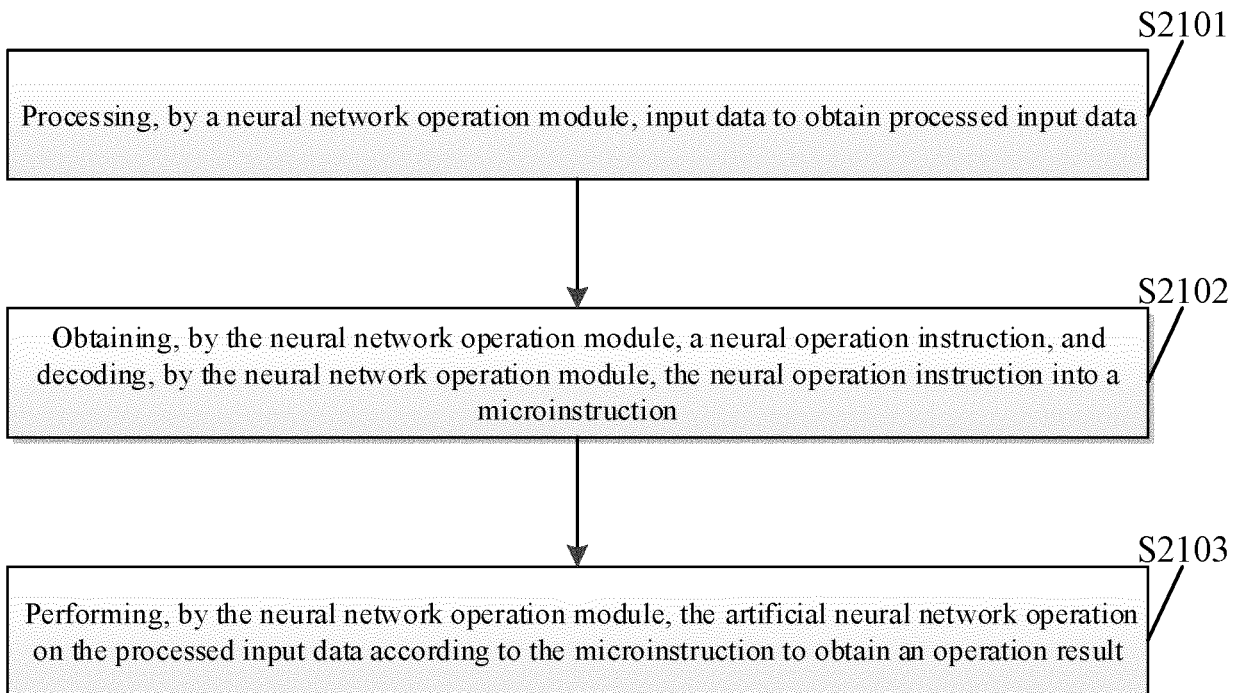 S2101
Processing, by a neural network operation module, input data to obtain processed input data
S2102
Obtaining, by the neural network operation module, a neural operation instruction, and
decoding, by the neural network operation module, the neural operation instruction into a
microinstruction
S2103
Performing, by the neural network operation module, the artificial neural network operation
on the processed input data according to the microinstruction to obtain an operation result